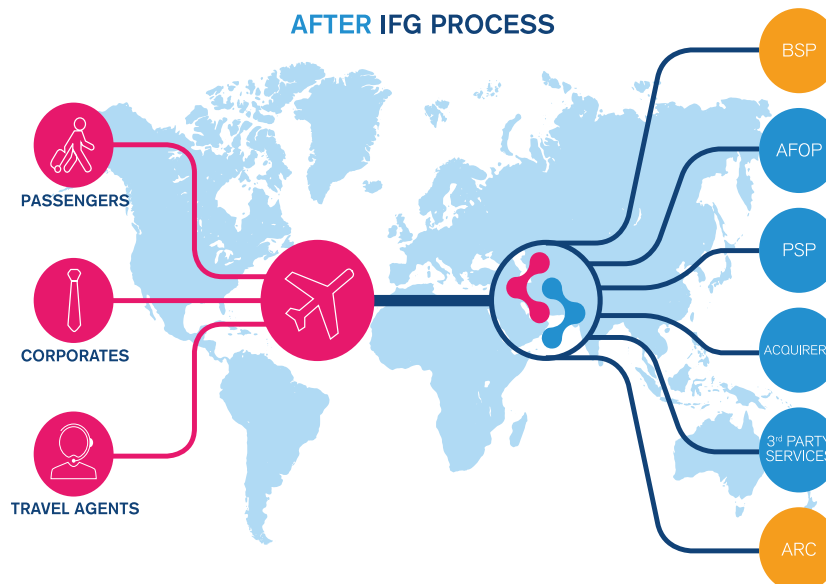 AFTER IFG PROCESS
PASSENGERS
CORPORATES
TRAVEL AGENTS
BSP
AFOP
PSP
ACQUIRER
3rd PARTY
SERVICES
ARC